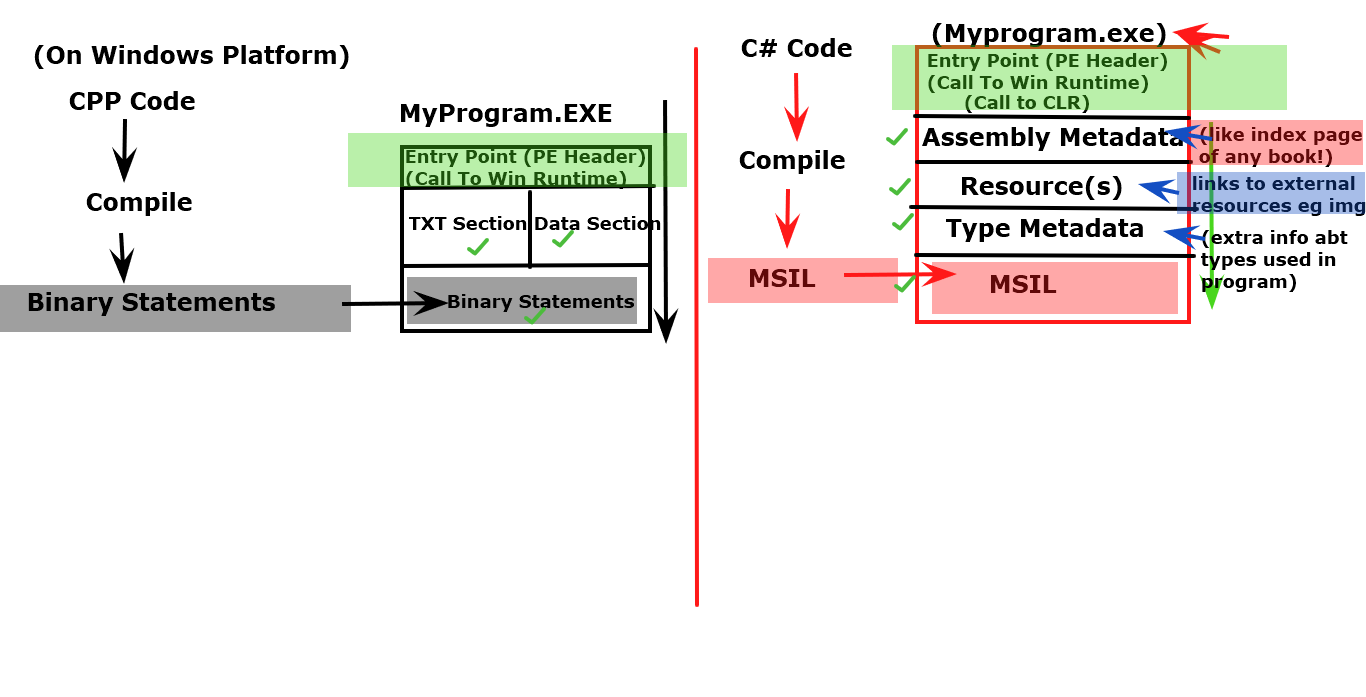 (On Windows Platform)
CPP Code
Compile
Binary Statements
MyProgram.EXE
Entry Point (PE Header)
(Call To Win Runtime)
TXT Section
Data Section
Binary Statements
C# Code
Compile
MSIL
(Myprogram.exe)
Entry Point (PE Header)
(Call To Win Runtime)
(Call to CLR)
Assembly Metadata
(like index page
of any book!)
Resource(s)
links to external
resources eg img
Type Metadata
(extra info abt
types used in
program)
MSIL